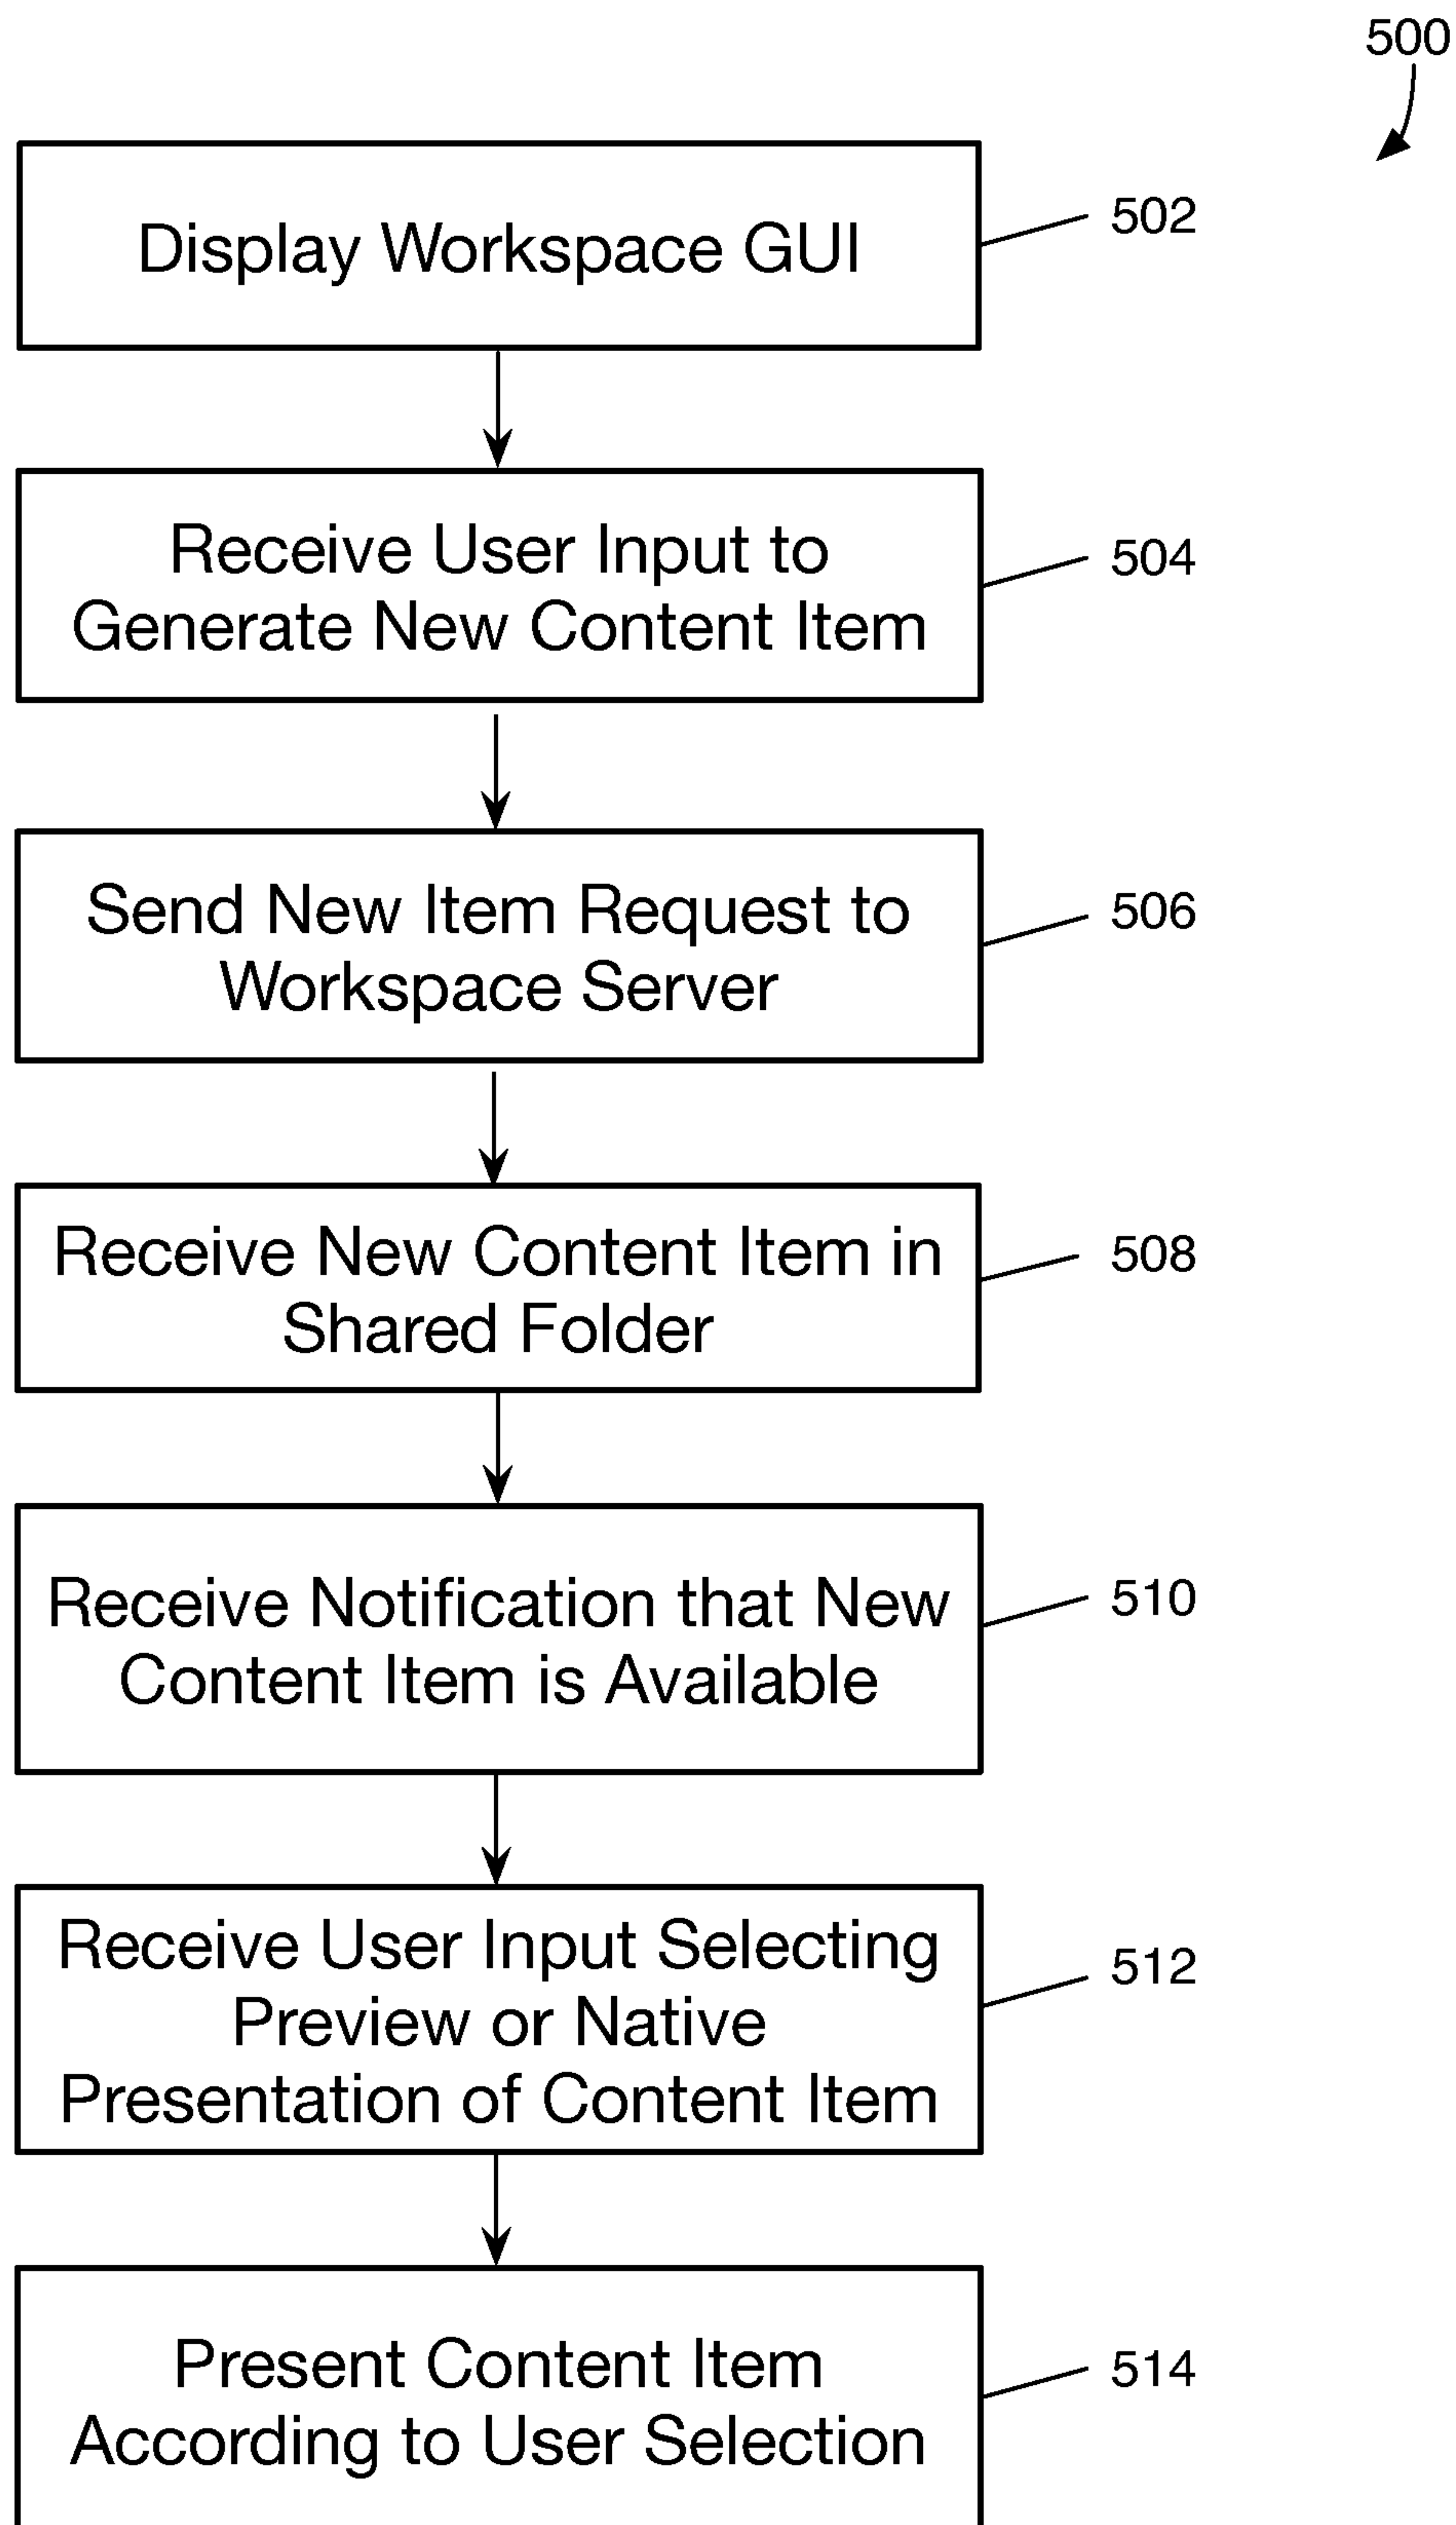 500
Display Workspace GUI
502
Receive User Input to
Generate New Content Item
504
Send New Item Request to
Workspace Server
506
Receive New Content Item in
Shared Folder
508
Receive Notification that New
Content Item is Available
510
Receive User Input Selecting
Preview or Native
Presentation of Content Item
512
Present Content Item
According to User Selection
514